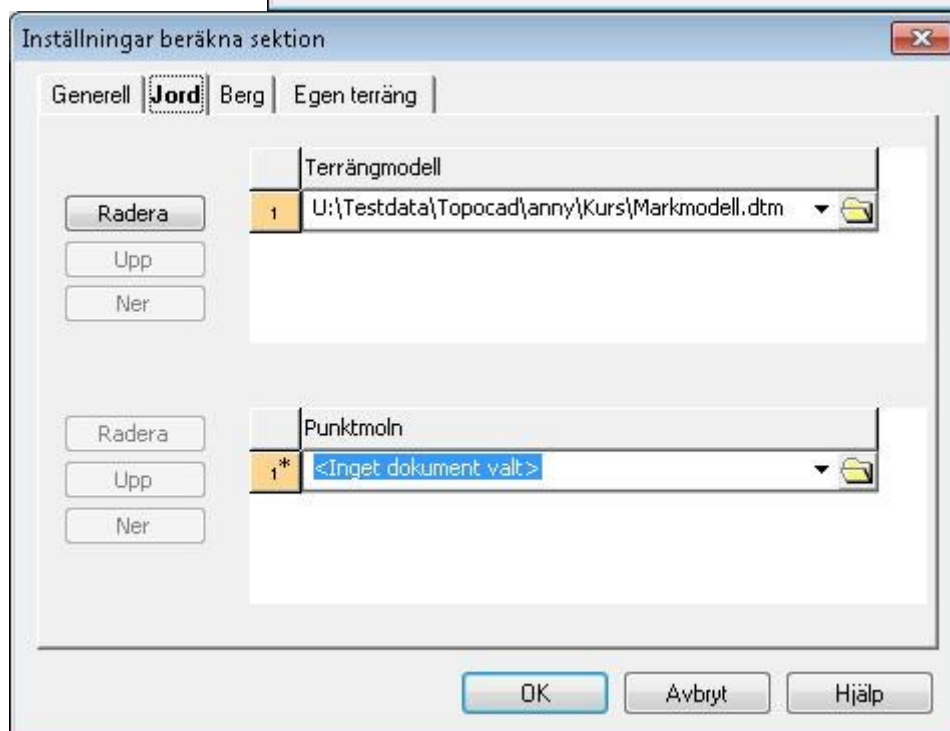 Inställningar beräkna sektion
Generell Jord Berg Egen terräng
Terrängmodell
Radera
1 U:\Testdata\Topocad\anny\Kurs\Markmodell.dtm
Upp
Ner
Punktmoln
Radera
1* <Inget dokument valt>
Upp
Ner
OK Avbryt Hjälp